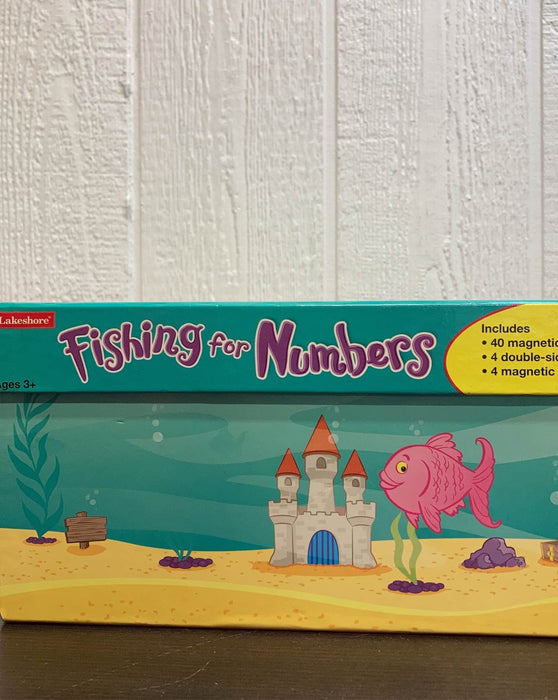 Lakeshore®
Fishing for Numbers
Ages 3+
Includes
• 40 magnetic
• 4 double-sid
• 4 magnetic